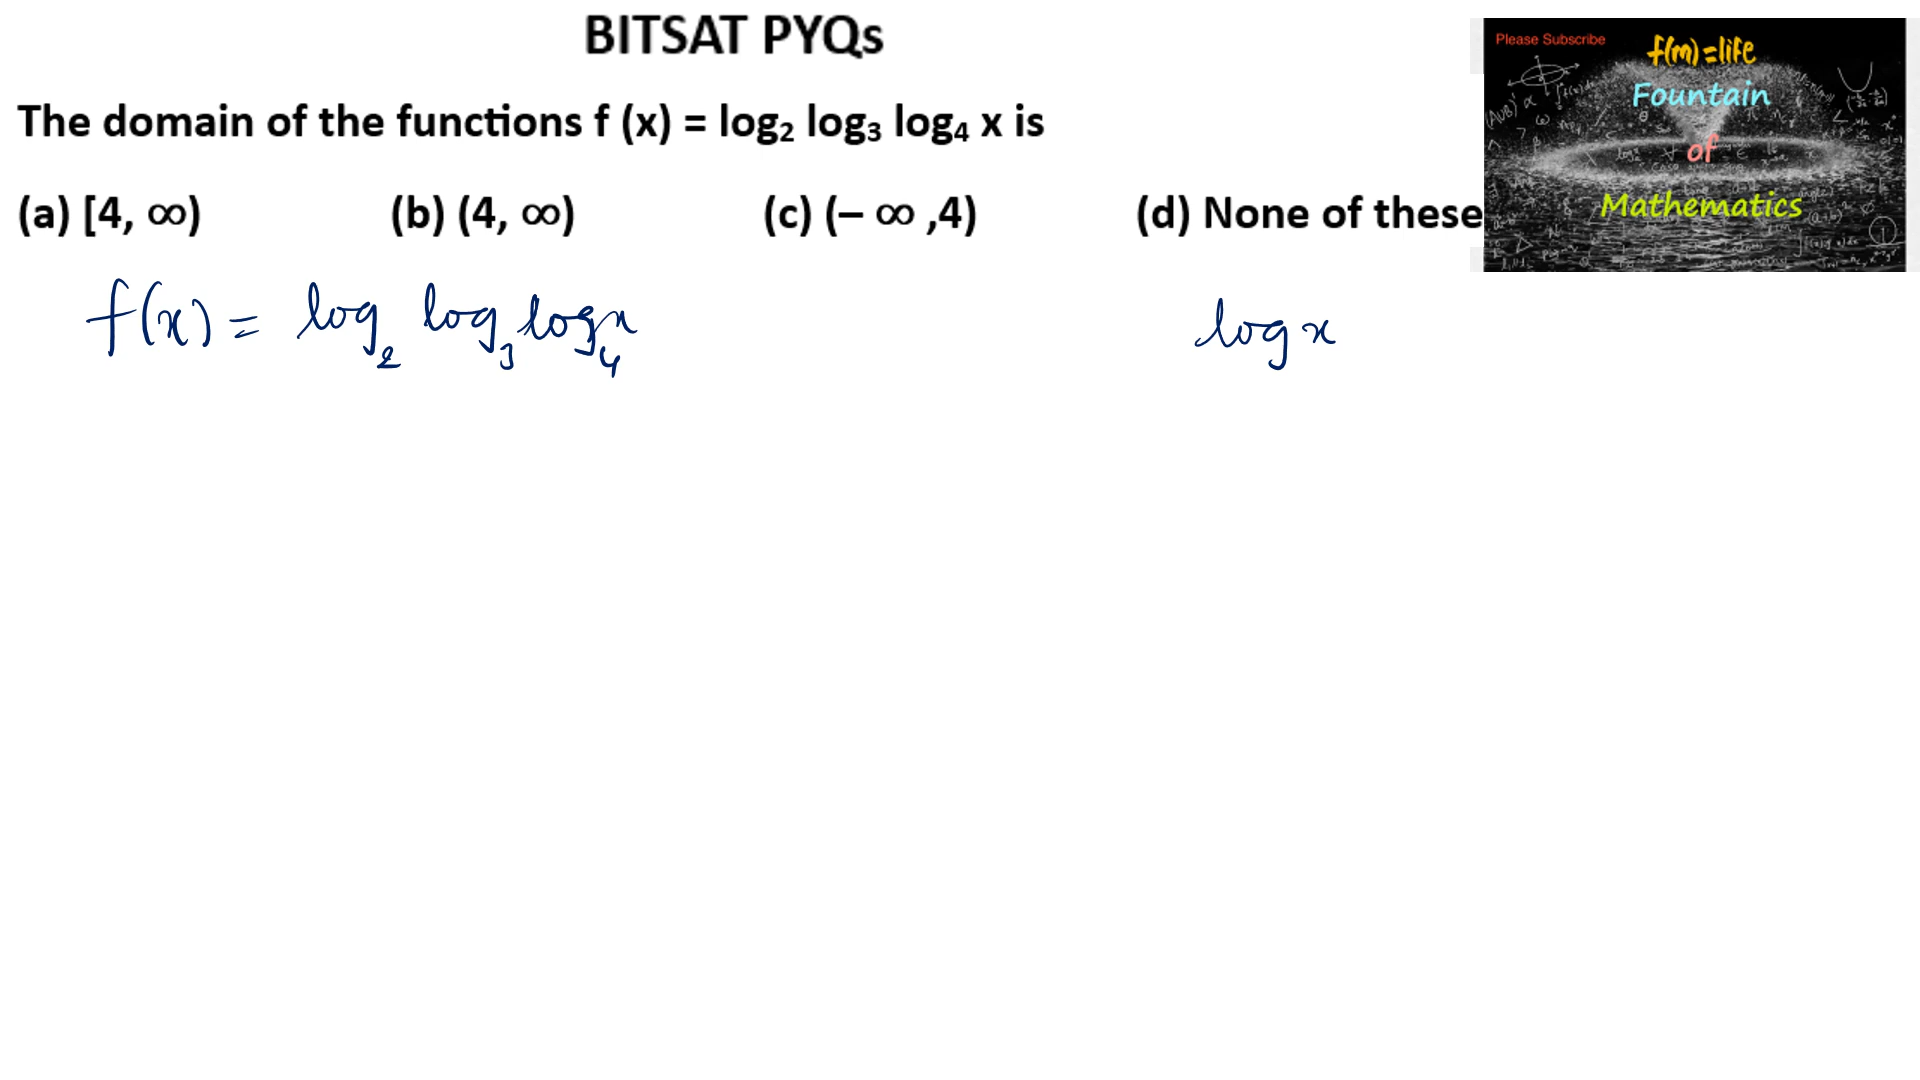 BITSAT PYQs
Please Subscribe
f(m)=life
Fountain
of
Mathematics
The domain of the functions f (x) = log₂ log₃ log₄ x is
(a) [4, ∞) (b) (4, ∞) (c) (– ∞ ,4) (d) None of these
f(x) = log₂ log₃ log₄ x
log x